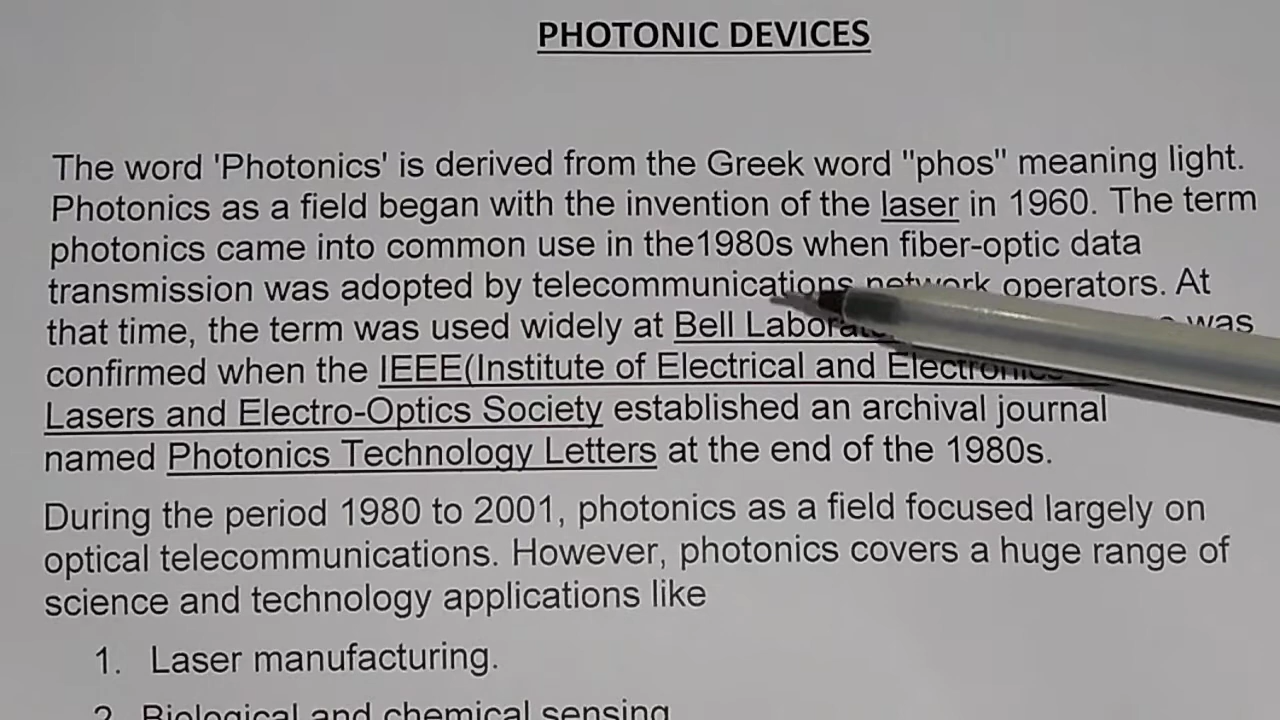 PHOTONIC DEVICES
The word 'Photonics' is derived from the Greek word "phos" meaning light.
Photonics as a field began with the invention of the laser in 1960. The term
photonics came into common use in the1980s when fiber-optic data
transmission was adopted by telecommunications network operators. At
that time, the term was used widely at Bell was
confirmed when the IEEE(Institute of Electrical and Electronics
Lasers and Electro-Optics Society established an archival journal
named Photonics Technology Letters at the end of the 1980s.
During the period 1980 to 2001, photonics as a field focused largely on
optical telecommunications. However, photonics covers a huge range of
science and technology applications like
1. Laser manufacturing.
2. Biological and chemical sensing